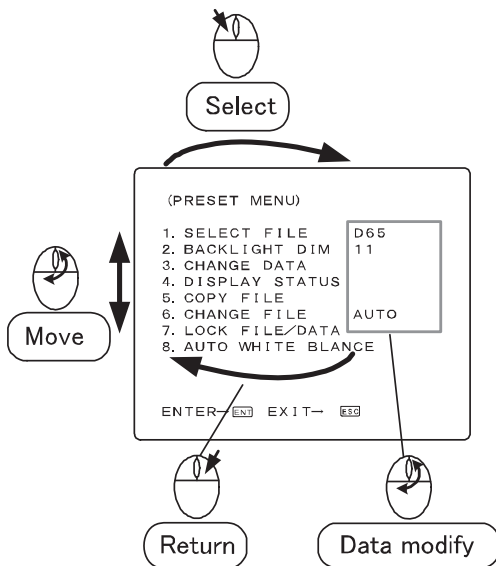 Select
(PRESET MENU)
1. SELECT FILE D65
2. BACKLIGHT DIM 11
3. CHANGE DATA
4. DISPLAY STATUS
5. COPY FILE
6. CHANGE FILE AUTO
7. LOCK FILE/DATA
8. AUTO WHITE BLANCE
Move
ENTER→ ENT EXIT→ ESC
Return Data modify